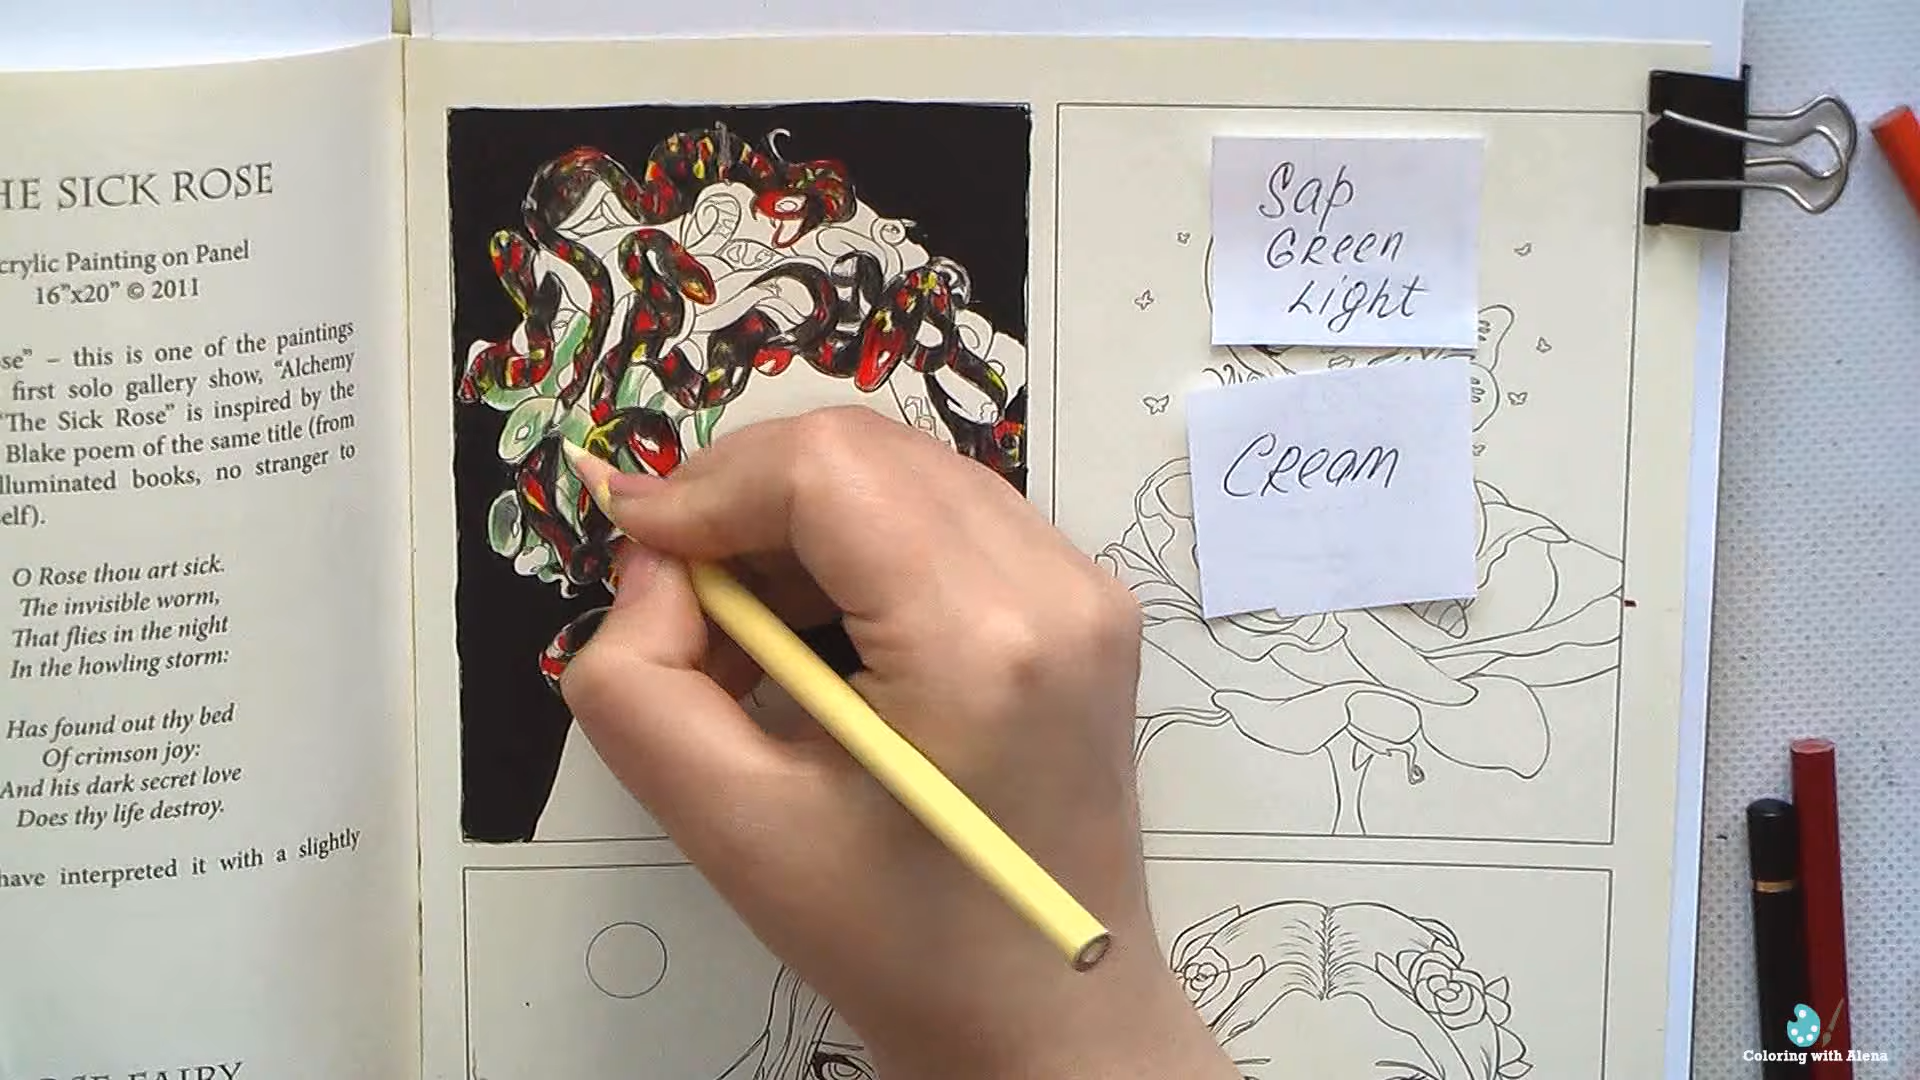 HE SICK ROSE
crylic Painting on Panel
16”x20” © 2011
se” – this is one of the paintings
first solo gallery show, “Alchemy
“The Sick Rose” is inspired by the
Blake poem of the same title (from
lluminated books, no stranger to
elf).
O Rose thou art sick.
The invisible worm,
That flies in the night
In the howling storm:
Has found out thy bed
Of crimson joy:
And his dark secret love
Does thy life destroy.
have interpreted it with a slightly
SE FAIRY
Sap
Green
Light
Cream
Coloring with Alena